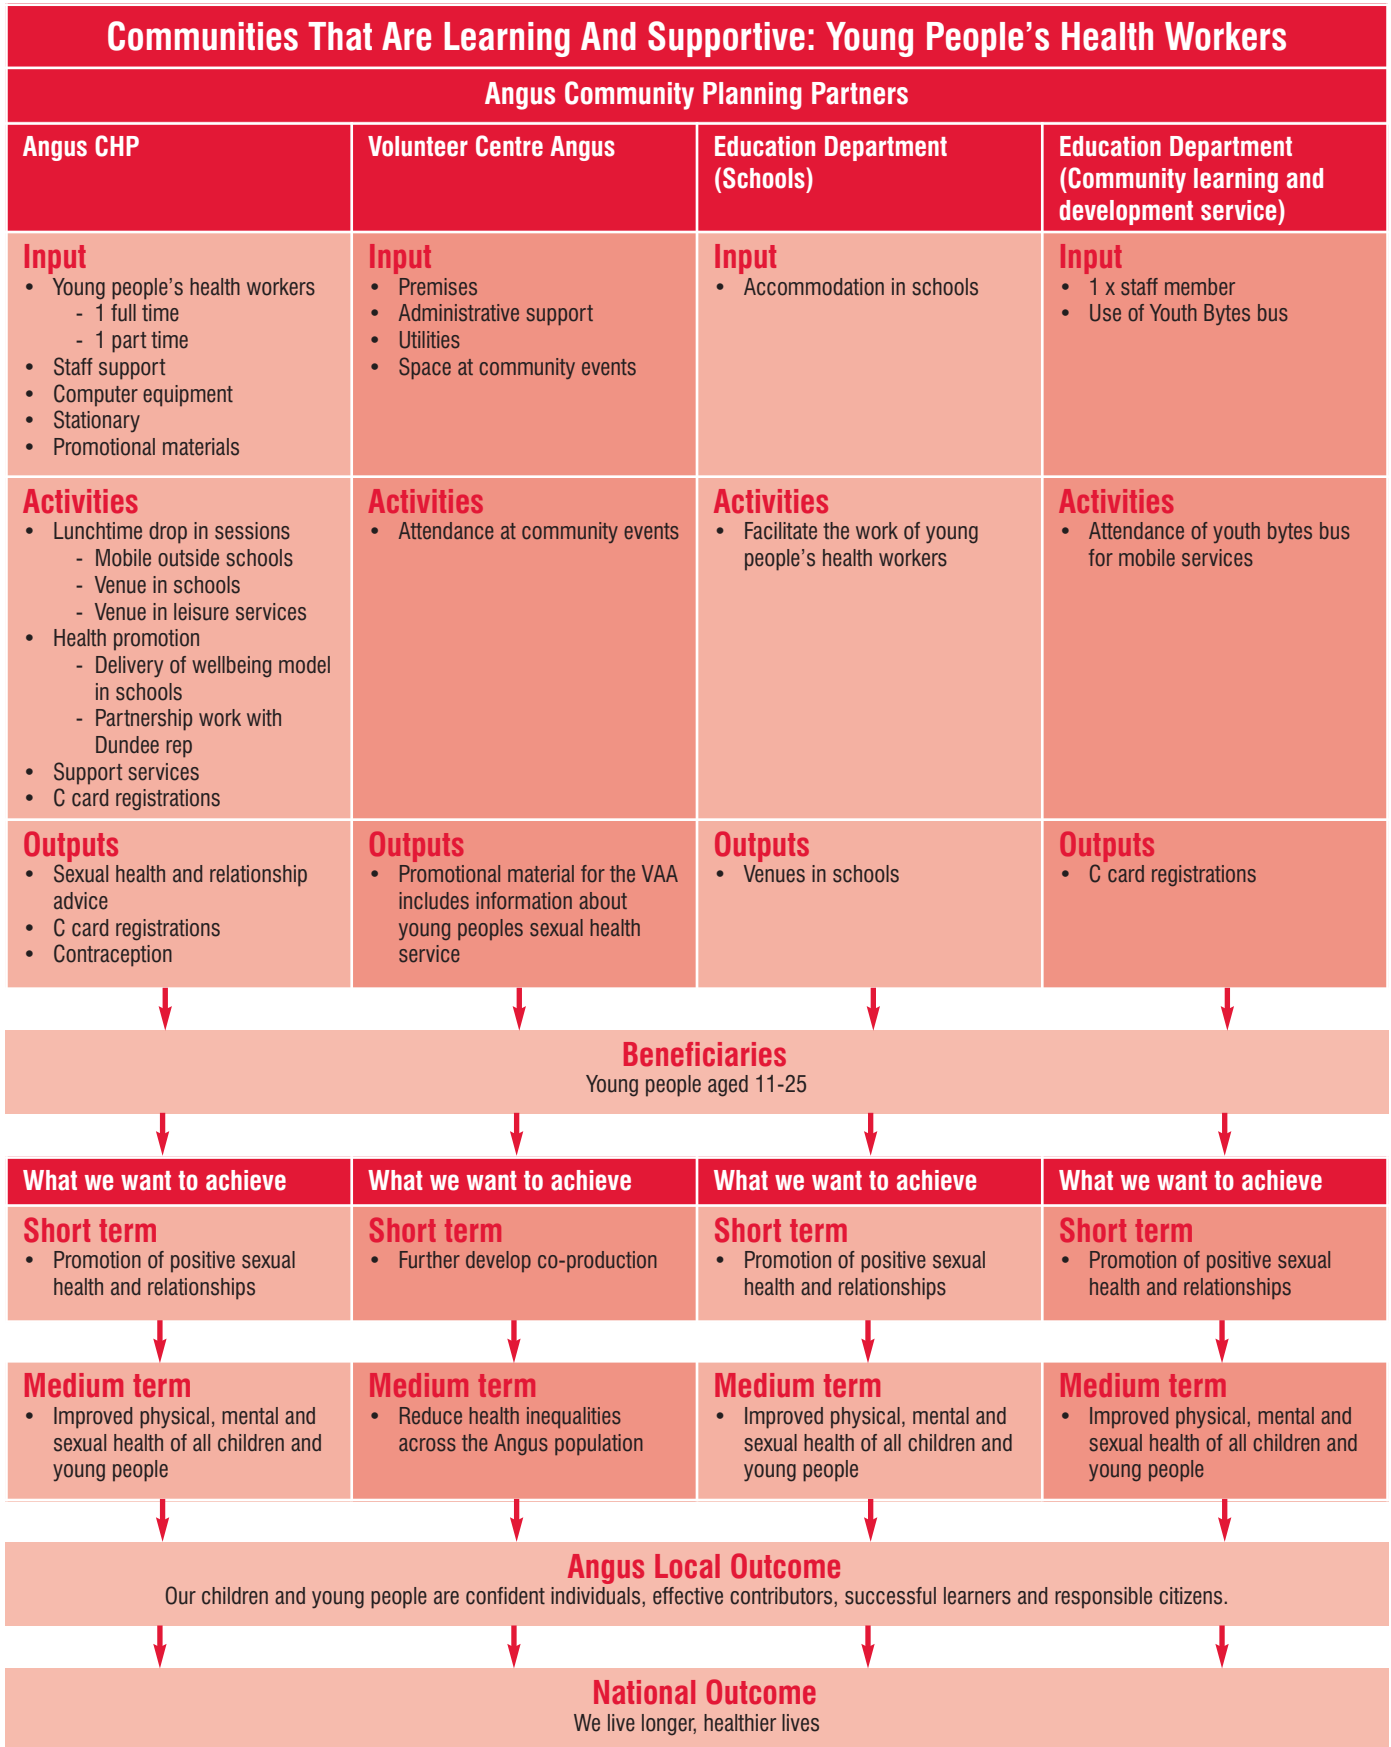 Communities That Are Learning And Supportive: Young People's Health Workers
Angus Community Planning Partners
Angus CHP
Volunteer Centre Angus
Education Department
(Schools)
Education Department
(Community learning and
development service)
Input
• Young people's health workers
- 1 full time
- 1 part time
• Staff support
• Computer equipment
• Stationary
• Promotional materials
Input
• Premises
• Administrative support
• Utilities
• Space at community events
Input
• Accommodation in schools
Input
• 1 x staff member
• Use of Youth Bytes bus
Activities
• Lunchtime drop in sessions
- Mobile outside schools
- Venue in schools
- Venue in leisure services
• Health promotion
- Delivery of wellbeing model
in schools
- Partnership work with
Dundee rep
• Support services
• C card registrations
Activities
• Attendance at community events
Activities
• Facilitate the work of young
people's health workers
Activities
• Attendance of youth bytes bus
for mobile services
Outputs
• Sexual health and relationship
advice
• C card registrations
• Contraception
Outputs
• Promotional material for the VAA
includes information about
young peoples sexual health
service
Outputs
• Venues in schools
Outputs
• C card registrations
Beneficiaries
Young people aged 11-25
What we want to achieve
What we want to achieve
What we want to achieve
What we want to achieve
Short term
• Promotion of positive sexual
health and relationships
Short term
• Further develop co-production
Short term
• Promotion of positive sexual
health and relationships
Short term
• Promotion of positive sexual
health and relationships
Medium term
• Improved physical, mental and
sexual health of all children and
young people
Medium term
• Reduce health inequalities
across the Angus population
Medium term
• Improved physical, mental and
sexual health of all children and
young people
Medium term
• Improved physical, mental and
sexual health of all children and
young people
Angus Local Outcome
Our children and young people are confident individuals, effective contributors, successful learners and responsible citizens.
National Outcome
We live longer, healthier lives